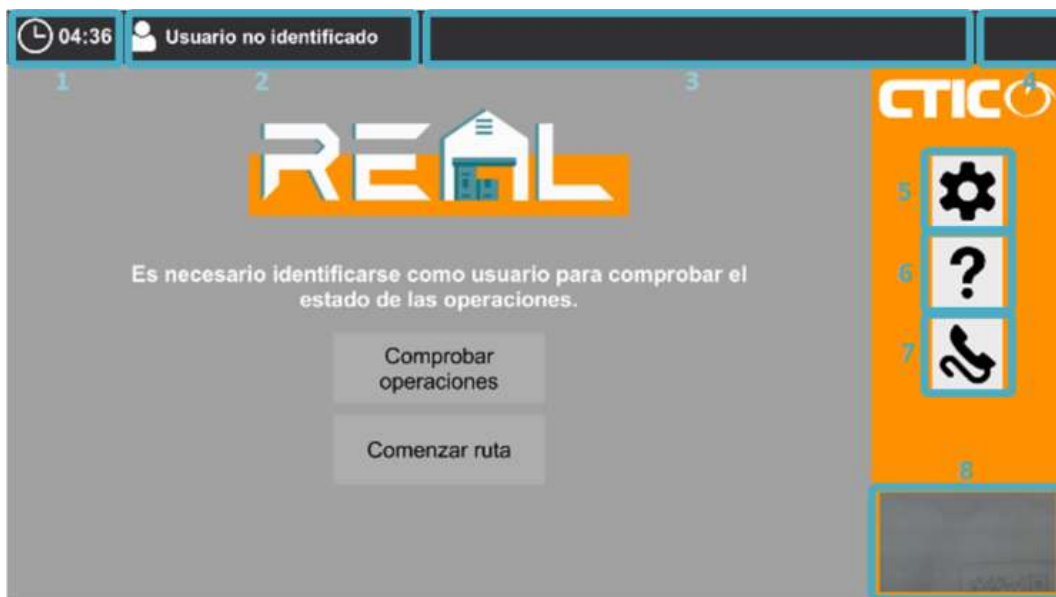 04:36
Usuario no identificado
1
2
3
4
CTIC
REAL
5
6
7
Es necesario identificarse como usuario para comprobar el
estado de las operaciones.
Comprobar
operaciones
Comenzar ruta
8